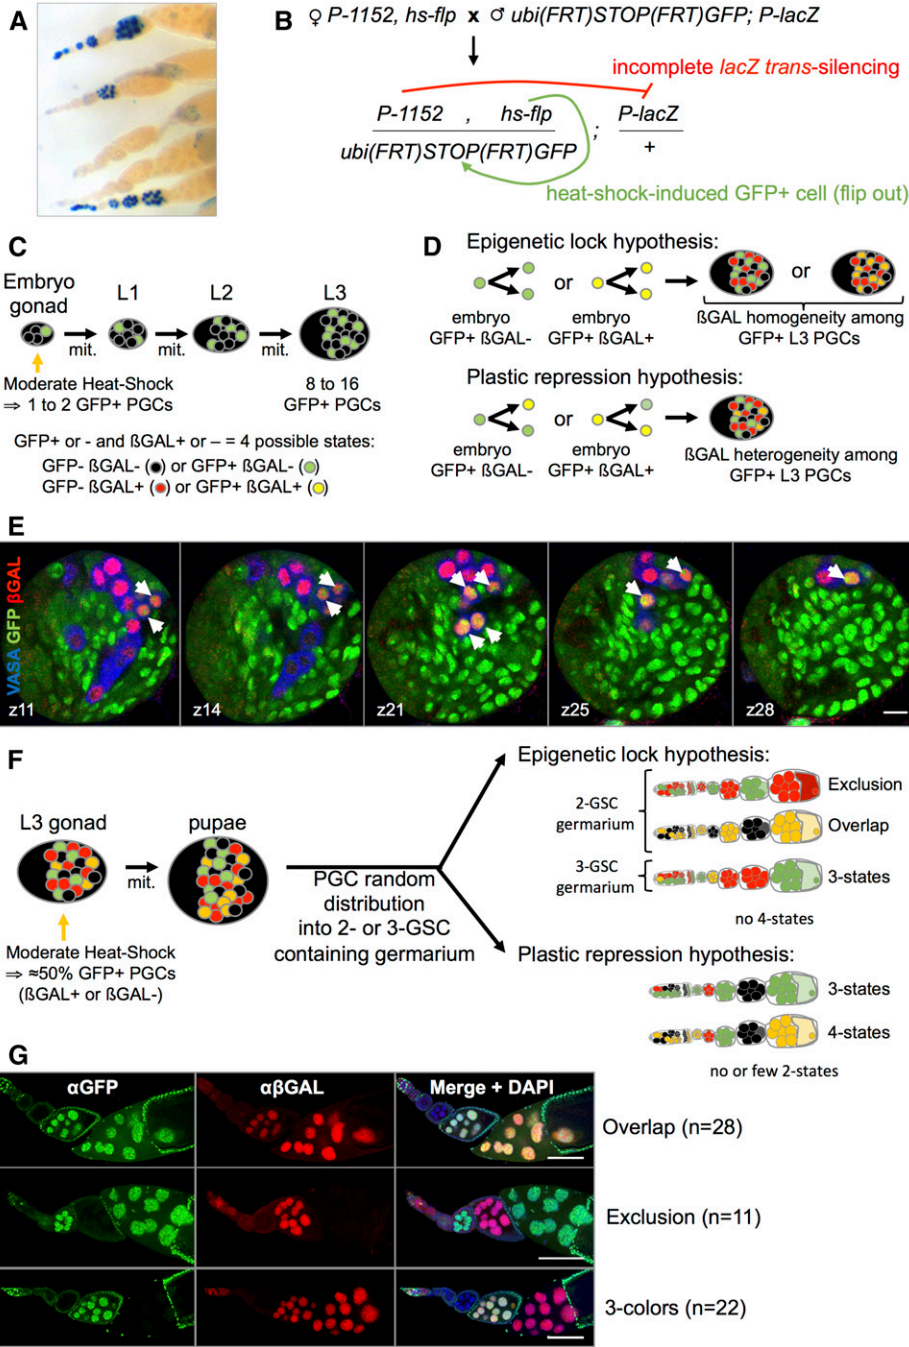 A
B
♀ P-1152, hs-flp x ♂ ubi(FRT)STOP(FRT)GFP; P-lacZ
incomplete lacZ trans-silencing
P-1152 , hs-flp ; P-lacZ
ubi(FRT)STOP(FRT)GFP +
heat-shock-induced GFP+ cell (flip out)
C
Embryo
gonad
L1
L2
L3
mit.
mit.
mit.
Moderate Heat-Shock
⇒ 1 to 2 GFP+ PGCs
8 to 16
GFP+ PGCs
GFP+ or - and ßGAL+ or – = 4 possible states:
GFP- ßGAL- ( ) or GFP+ ßGAL- ( )
GFP- ßGAL+ ( ) or GFP+ ßGAL+ ( )
D
Epigenetic lock hypothesis:
or
or
embryo
GFP+ ßGAL-
embryo
GFP+ ßGAL+
ßGAL homogeneity among
GFP+ L3 PGCs
Plastic repression hypothesis:
or
embryo
GFP+ ßGAL-
embryo
GFP+ ßGAL+
ßGAL heterogeneity among
GFP+ L3 PGCs
E
VASA GFP βGAL
z11
z14
z21
z25
z28
F
L3 gonad
pupae
mit.
Moderate Heat-Shock
⇒ ≈50% GFP+ PGCs
(ßGAL+ or ßGAL-)
PGC random
distribution
into 2- or 3-GSC
containing germarium
Epigenetic lock hypothesis:
2-GSC
germarium
Exclusion
Overlap
3-GSC
germarium
3-states
no 4-states
Plastic repression hypothesis:
3-states
4-states
no or few 2-states
G
αGFP
αβGAL
Merge + DAPI
Overlap (n=28)
Exclusion (n=11)
3-colors (n=22)